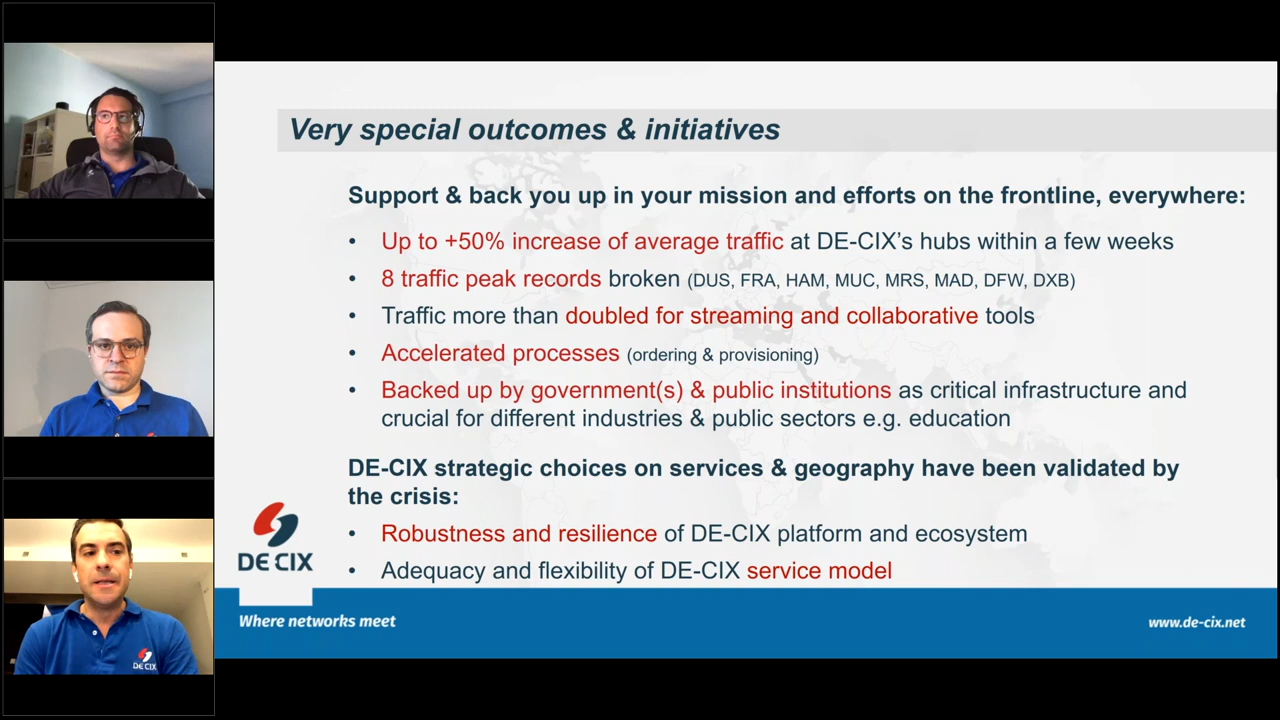 Very special outcomes & initiatives
Support & back you up in your mission and efforts on the frontline, everywhere:
• Up to +50% increase of average traffic at DE-CIX’s hubs within a few weeks
• 8 traffic peak records broken (DUS, FRA, HAM, MUC, MRS, MAD, DFW, DXB)
• Traffic more than doubled for streaming and collaborative tools
• Accelerated processes (ordering & provisioning)
• Backed up by government(s) & public institutions as critical infrastructure and
crucial for different industries & public sectors e.g. education
DE-CIX strategic choices on services & geography have been validated by
the crisis:
• Robustness and resilience of DE-CIX platform and ecosystem
• Adequacy and flexibility of DE-CIX service model
DE CIX
Where networks meet
www.de-cix.net
DE CIX